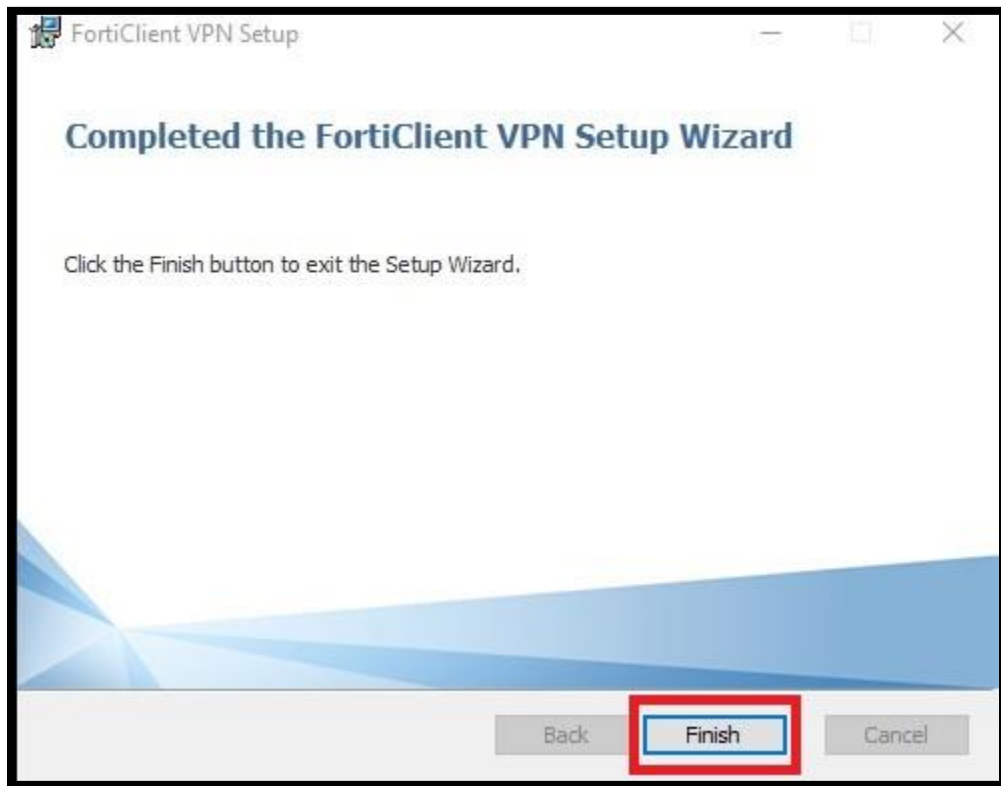 FortiClient VPN Setup
Completed the FortiClient VPN Setup Wizard
Click the Finish button to exit the Setup Wizard.
Back Finish Cancel